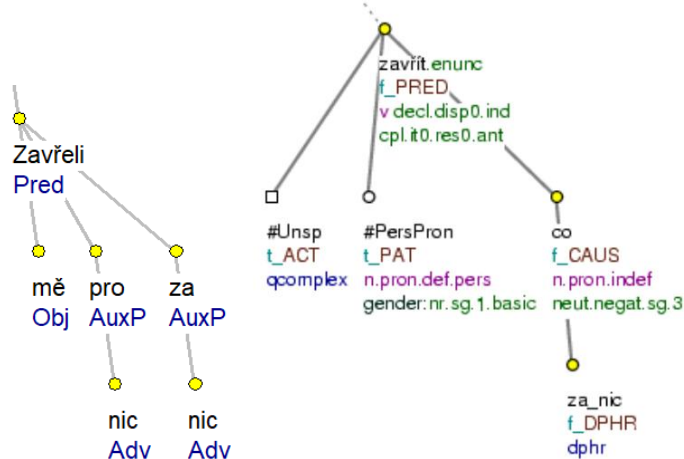 Zavřeli
Pred
mě pro za
Obj AuxP AuxP
nic nic
Adv Adv
zavřít.enunc
f_PRED
v decl.disp0.ind
cpl.it0.res0.ant
#Unsp #PersPron co
t_ACT t_PAT f_CAUS
qcomplex n.pron.def.pers n.pron.indef
gender:nr.sg.1.basic neut.negat.sg.3
za_nic
f_DPHR
dphr